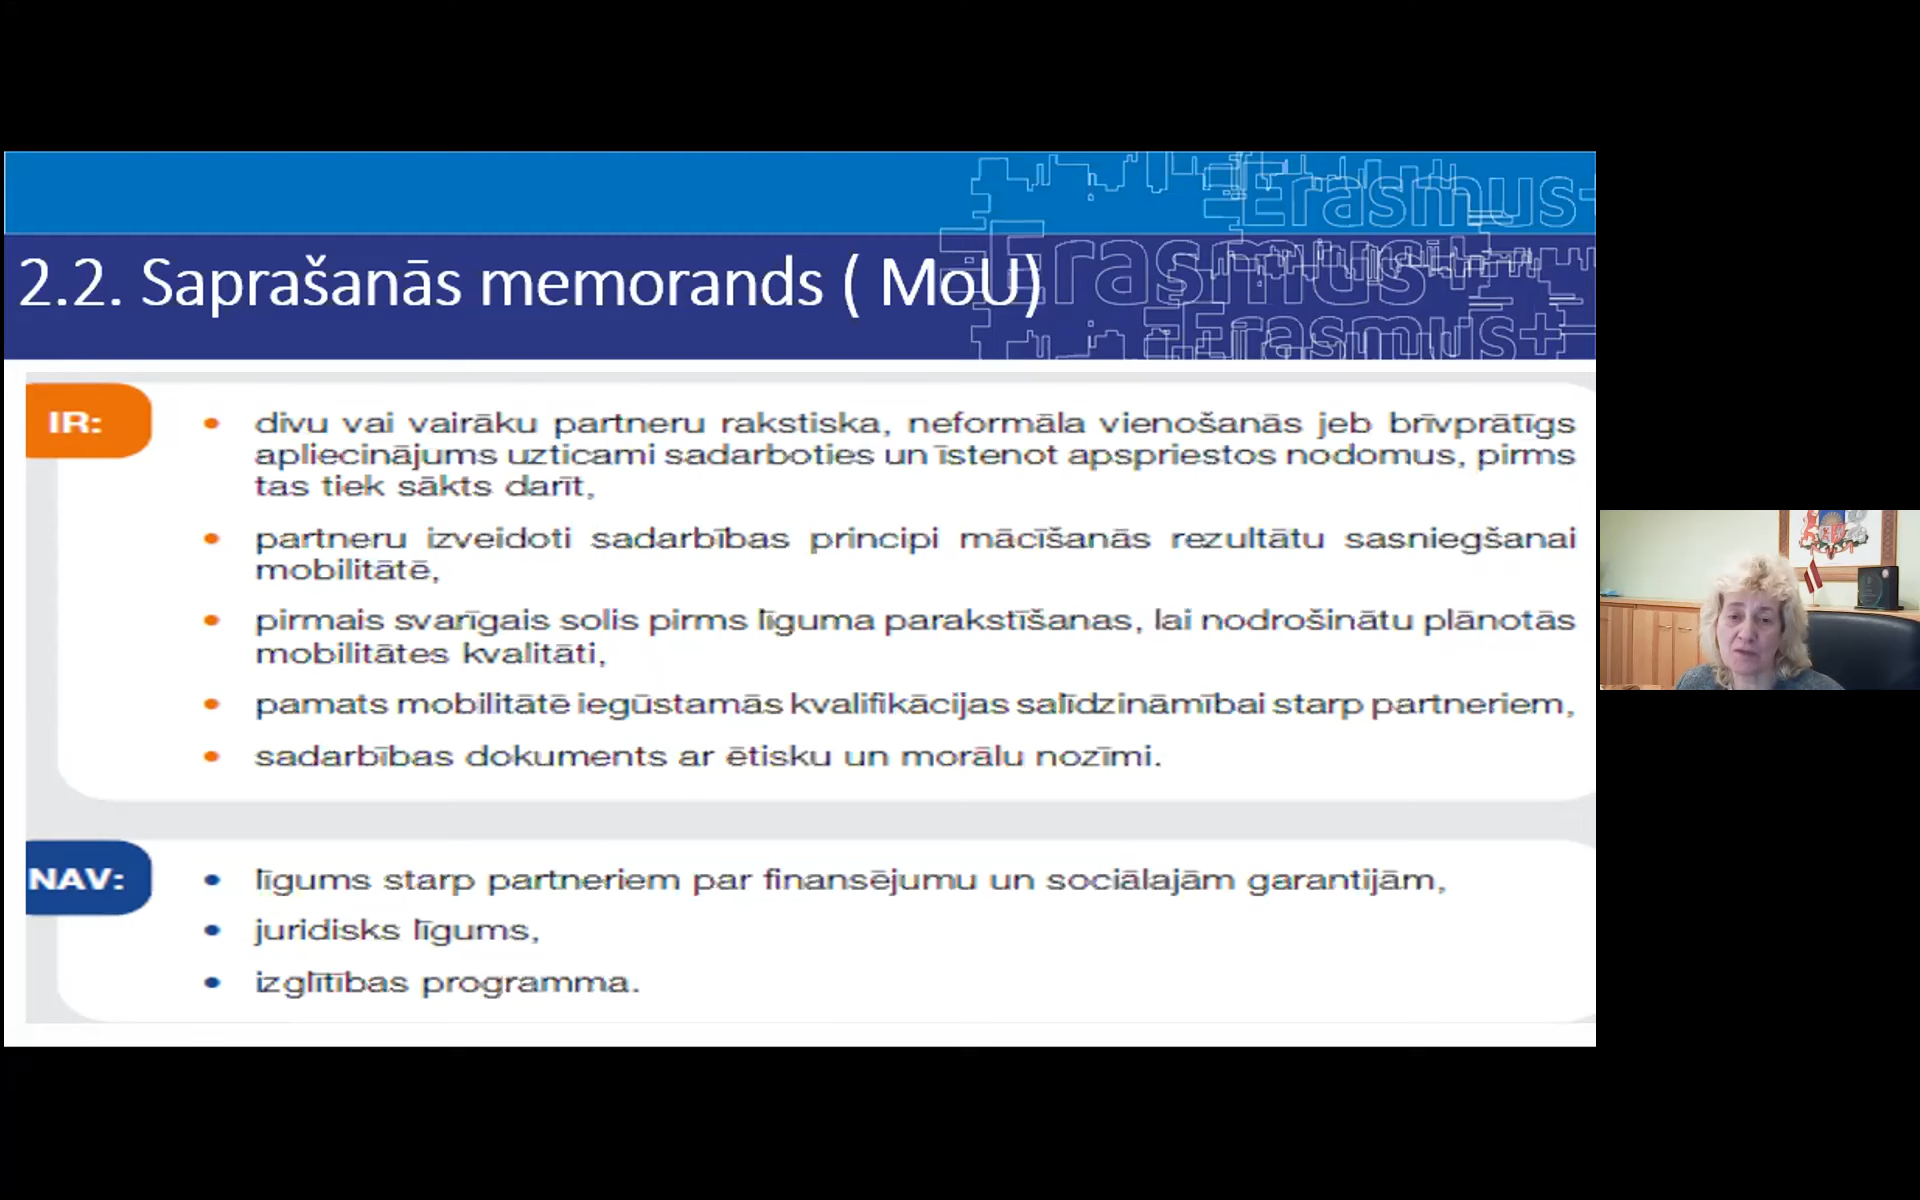 Erasmus+
2.2. Saprašanās memorands ( MoU)
Erasmus+
Erasmus+
IR:
• divu vai vairāku partneru rakstiska, neformāla vienošanās jeb brīvprātīgs
apliecinājums uzticami sadarboties un īstenot apspriestos nodomus, pirms
tas tiek sākts darīt,
• partneru izveidoti sadarbības principi mācīšanās rezultātu sasniegšanai
mobilitātē,
• pirmais svarīgais solis pirms līguma parakstīšanas, lai nodrošinātu plānotās
mobilitātes kvalitāti,
• pamats mobilitātē iegūstamās kvalifikācijas salīdzināmībai starp partneriem,
• sadarbības dokuments ar ētisku un morālu nozīmi.
NAV:
• līgums starp partneriem par finansējumu un sociālajām garantijām,
• juridisks līgums,
• izglītības programma.